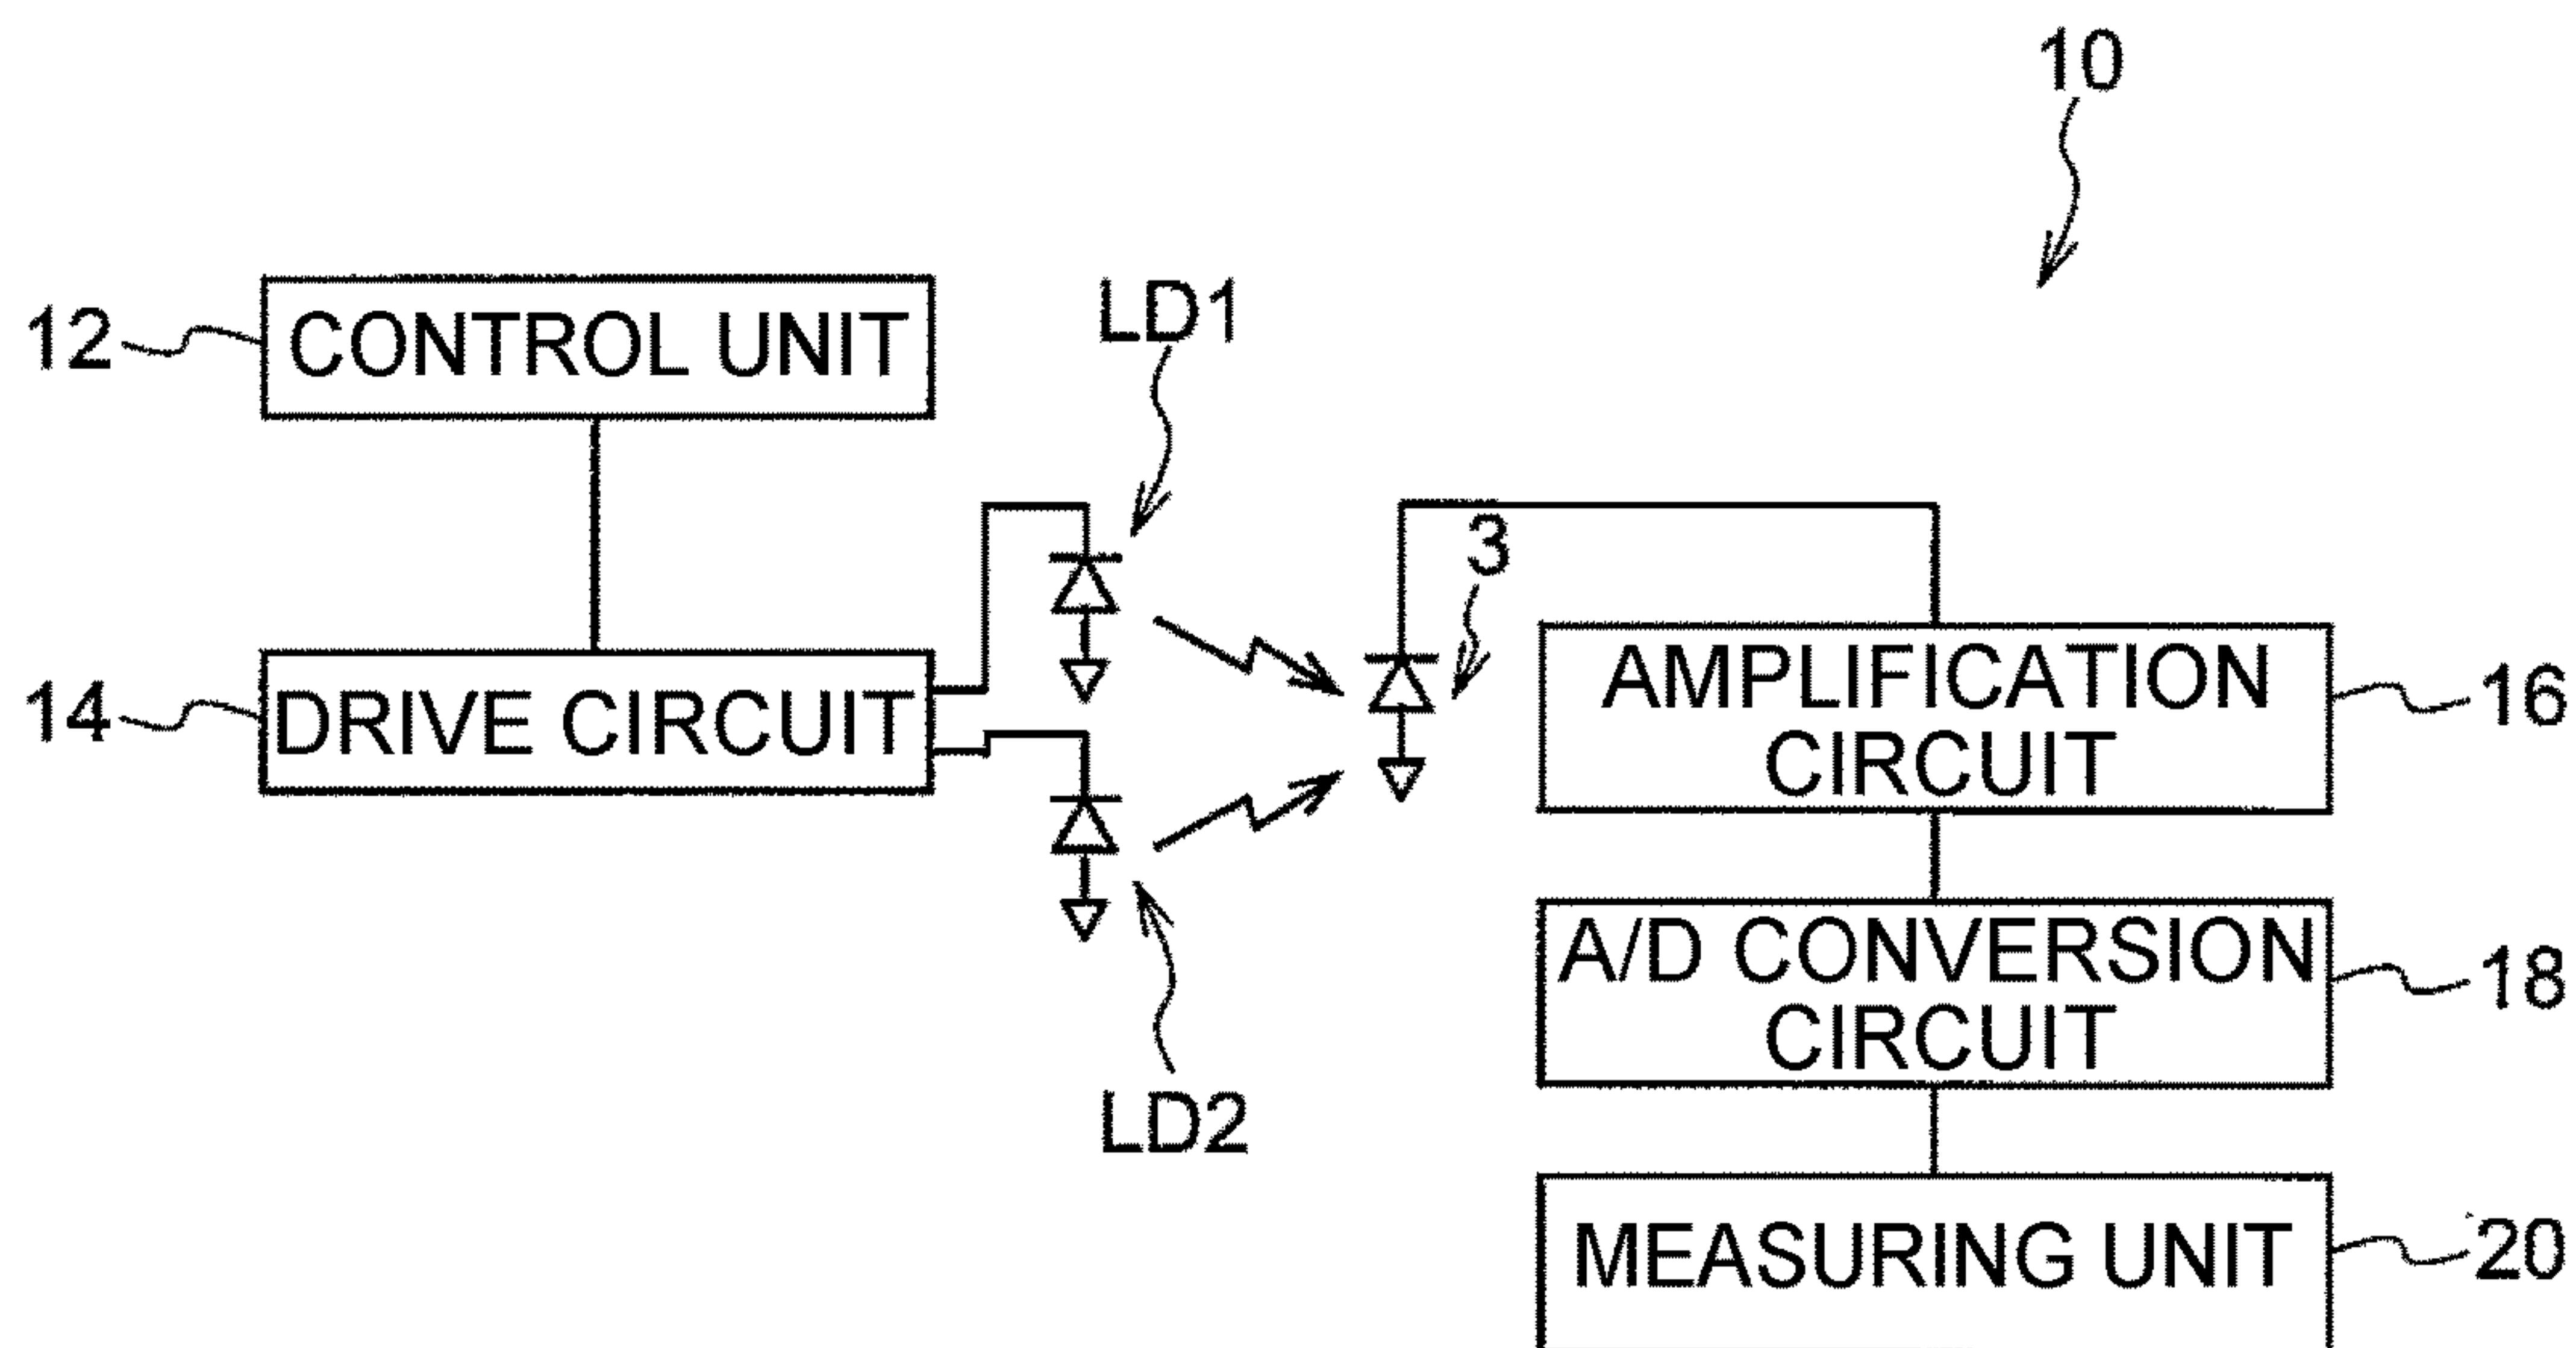 10
12
CONTROL UNIT
LD1
3
14
DRIVE CIRCUIT
AMPLIFICATION
CIRCUIT
16
A/D CONVERSION
CIRCUIT
18
LD2
MEASURING UNIT
20